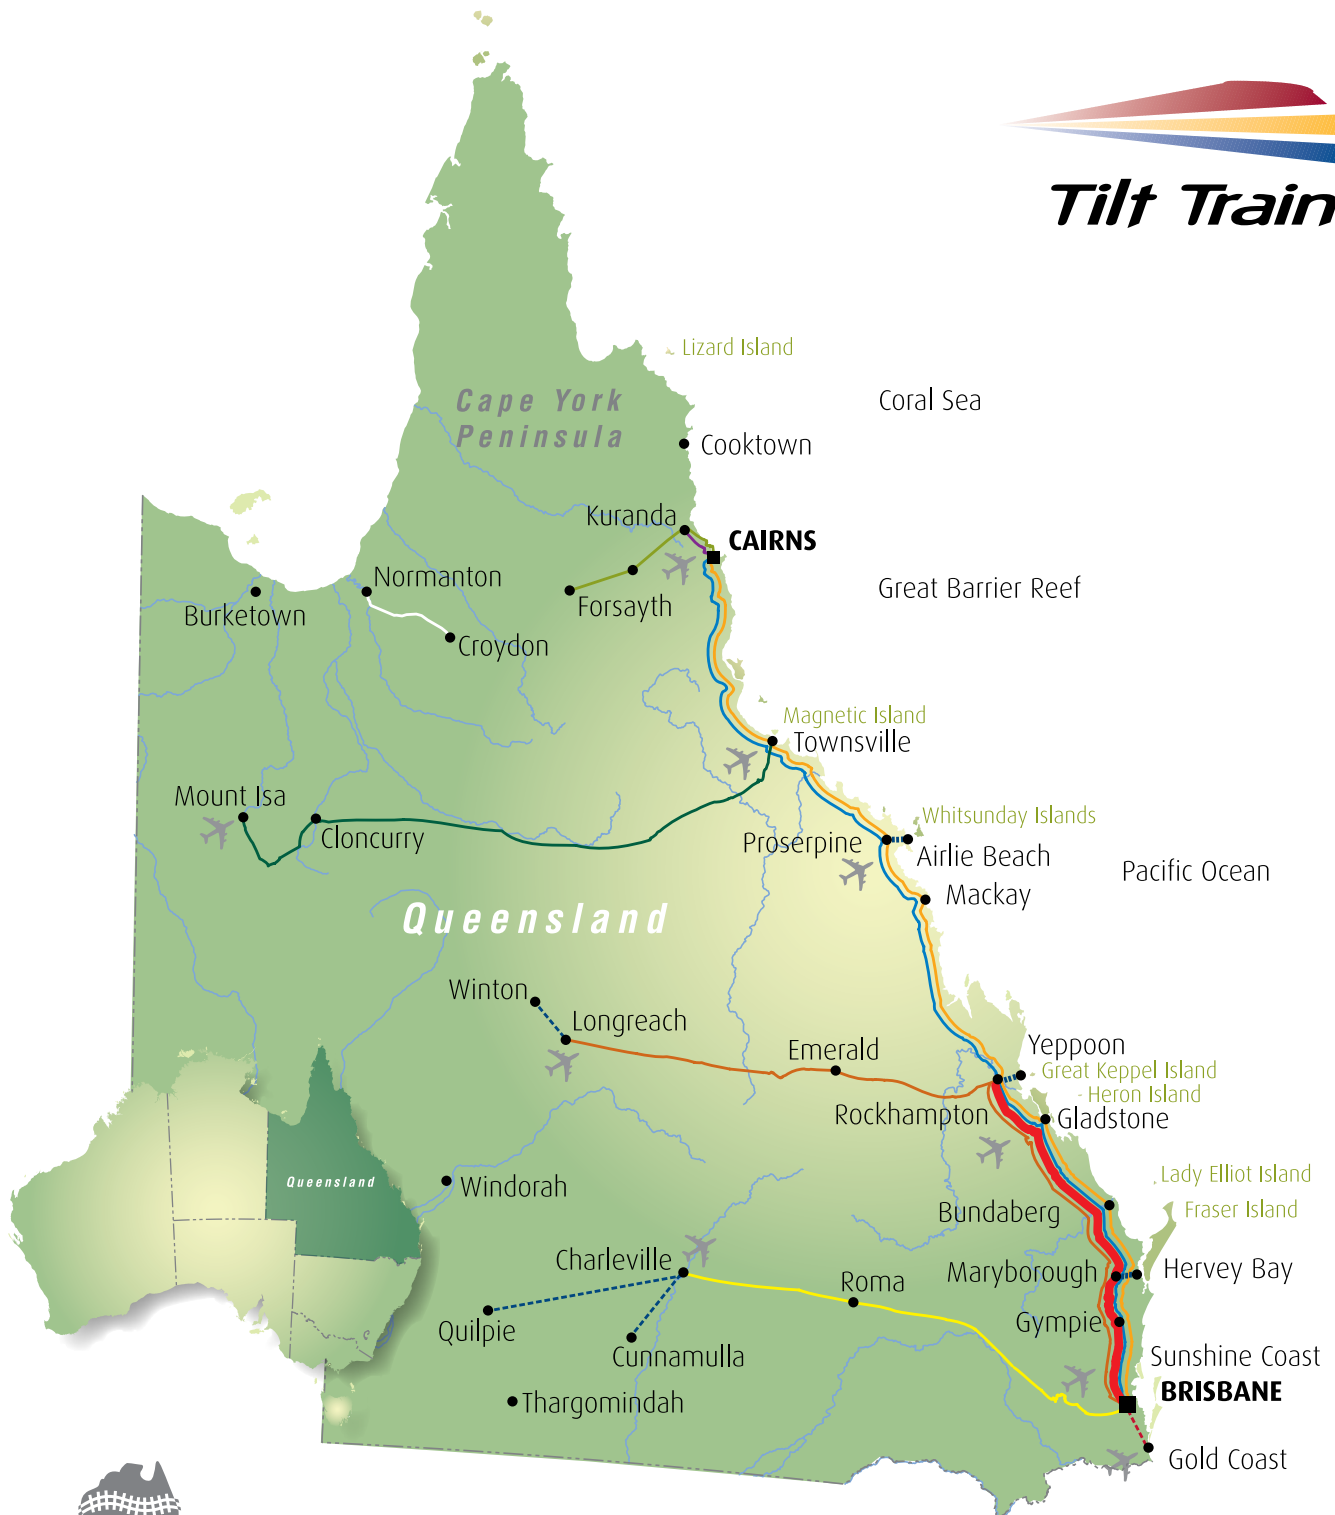 Tilt Train
Lizard Island
Coral Sea
Cape York
Peninsula
Cooktown
Kuranda
CAIRNS
Normanton
Great Barrier Reef
Burketown
Forsayth
Croydon
Magnetic Island
Townsville
Mount Isa
Cloncurry
Whitsunday Islands
Proserpine
Airlie Beach
Pacific Ocean
Mackay
Queensland
Winton
Longreach
Emerald
Yeppoon
Great Keppel Island
Heron Island
Rockhampton
Gladstone
Queensland
Windorah
Lady Elliot Island
Fraser Island
Bundaberg
Charleville
Roma
Maryborough
Hervey Bay
Quilpie
Cunnamulla
Gympie
Sunshine Coast
BRISBANE
Thargomindah
Gold Coast